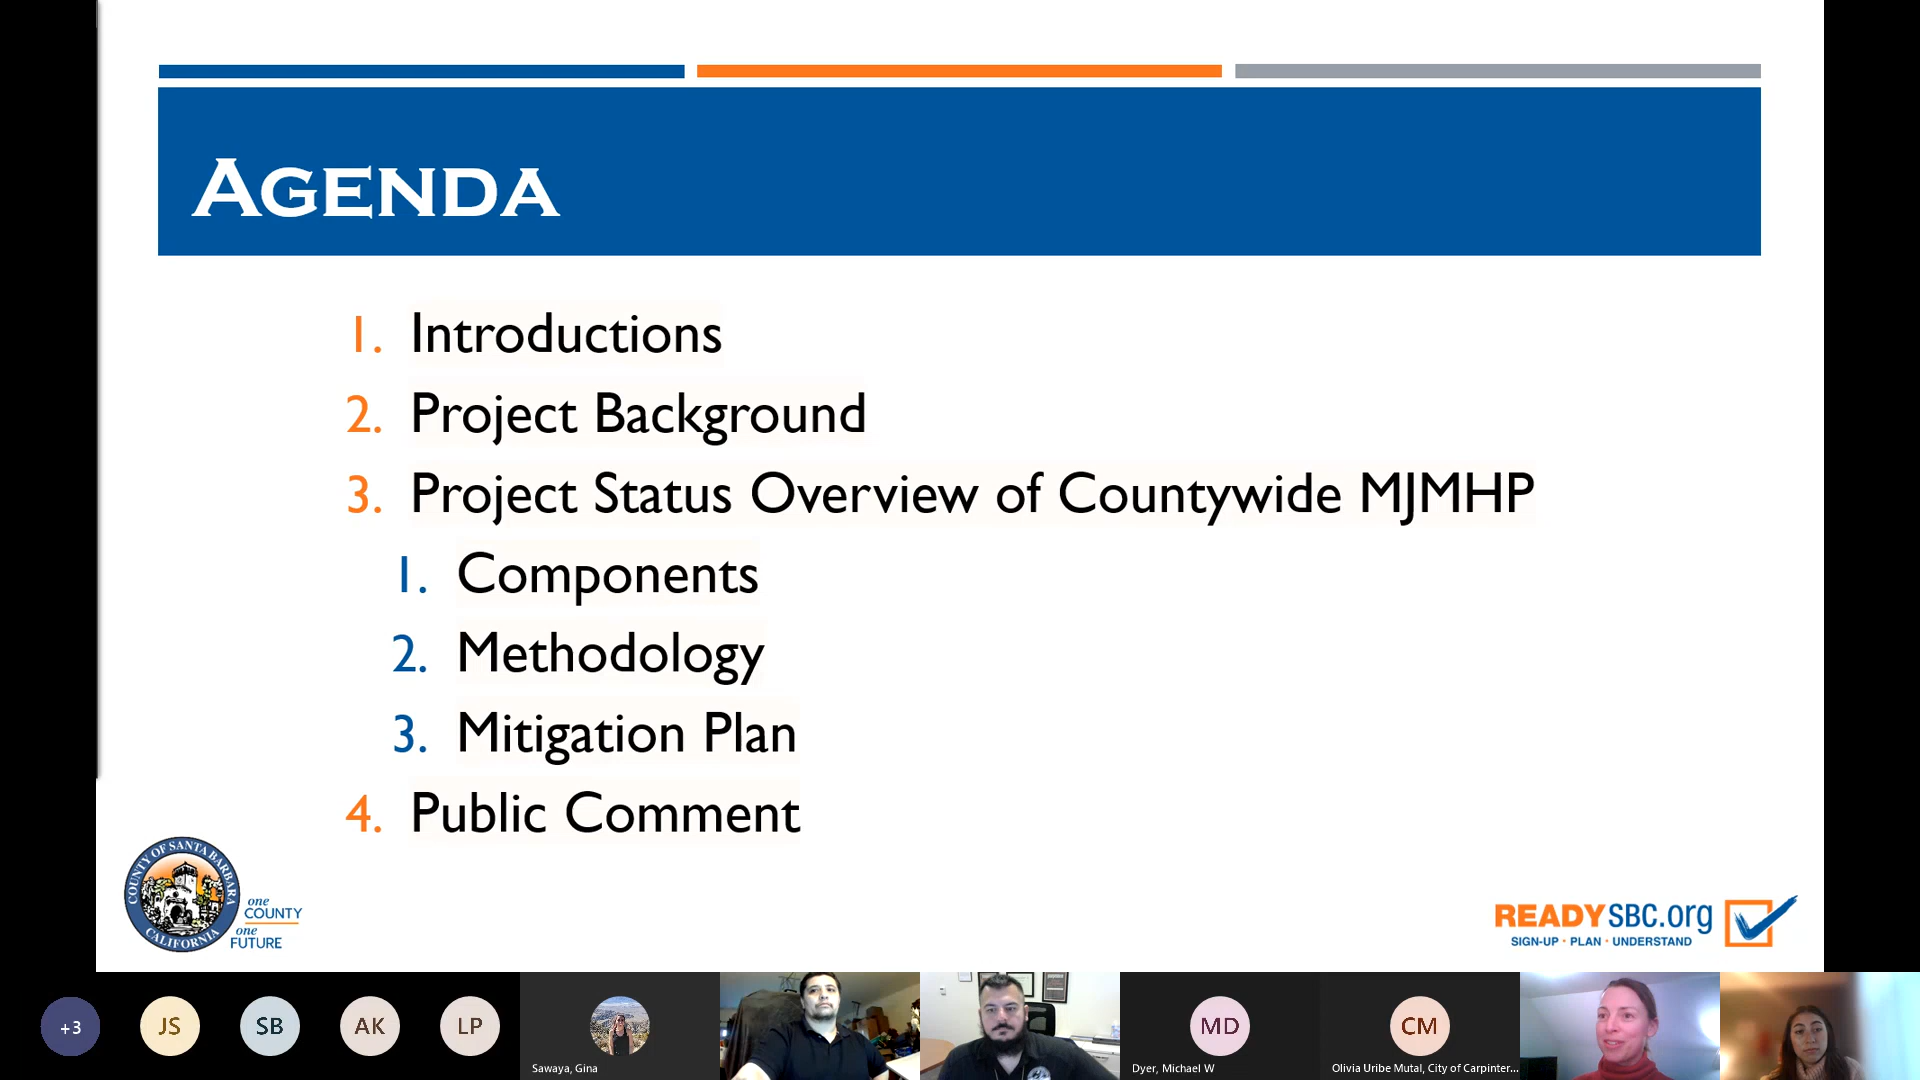 AGENDA
1. Introductions
2. Project Background
3. Project Status Overview of Countywide MJMHP
1. Components
2. Methodology
3. Mitigation Plan
4. Public Comment
COUNTY OF SANTA BARBARA
CALIFORNIA
one
COUNTY
one
FUTURE
READYSBC.org
SIGN-UP · PLAN · UNDERSTAND
+3
JS
SB
AK
LP
Sawaya, Gina
MD
Dyer, Michael W
CM
Olivia Uribe Mutal, City of Carpinter...